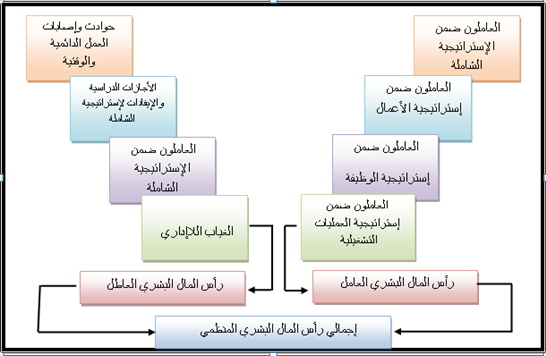 العاملون ضمن
الإستراتيجية
الشاملة
العاملون ضمن
إستراتيجية الأعمال
العاملون ضمن
إستراتيجية الوظيفة
العاملون ضمن
إستراتيجية العمليات
التشغيلية
رأس المال البشري العامل
حوادث وإصابات
العمل الدائمية
والوقتية
الأجازات الدراسية
والإيفادات لإستراتيجية
الشاملة
العاملون ضمن
الإستراتيجية
الشاملة
الغياب اللاإداري
رأس المال البشري العاطل
إجمالي رأس المال البشري المنظمي